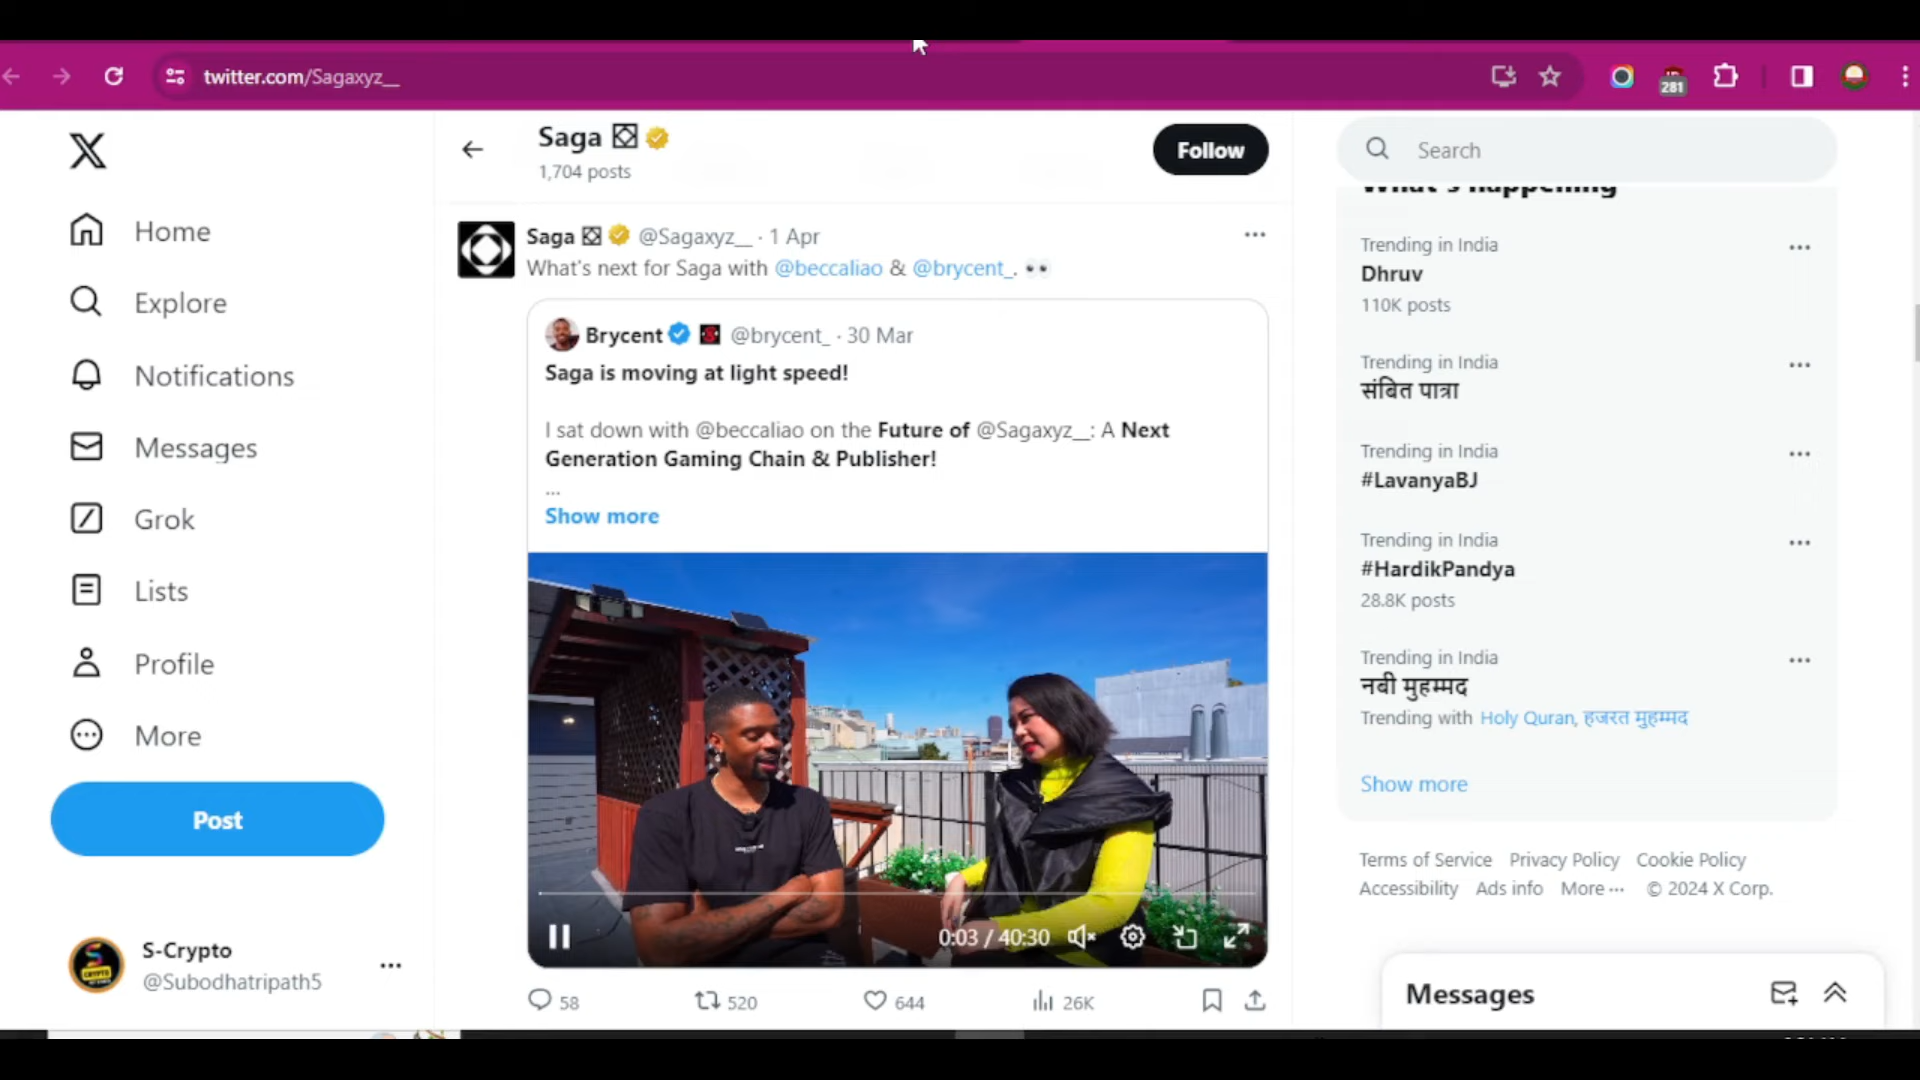 twitter.com/Sagaxyz__
281
Home
Explore
Notifications
Messages
Grok
Lists
Profile
More
Post
S-Crypto
@Subodhatripath5
Saga
1,704 posts
Follow
Saga @Sagaxyz__ · 1 Apr
What's next for Saga with @beccaliao & @brycent_. 👀
Brycent @brycent_ · 30 Mar
Saga is moving at light speed!
I sat down with @beccaliao on the Future of @Sagaxyz__: A Next
Generation Gaming Chain & Publisher!
...
Show more
0:03 / 40:30
58 520 644 26K
Search
What's happening
Trending in India
Dhruv
110K posts
Trending in India
संबित पात्रा
Trending in India
#LavanyaBJ
Trending in India
#HardikPandya
28.8K posts
Trending in India
नबी मुहम्मद
Trending with Holy Quran, हजरत मुहम्मद
Show more
Terms of Service Privacy Policy Cookie Policy
Accessibility Ads info More ··· © 2024 X Corp.
Messages